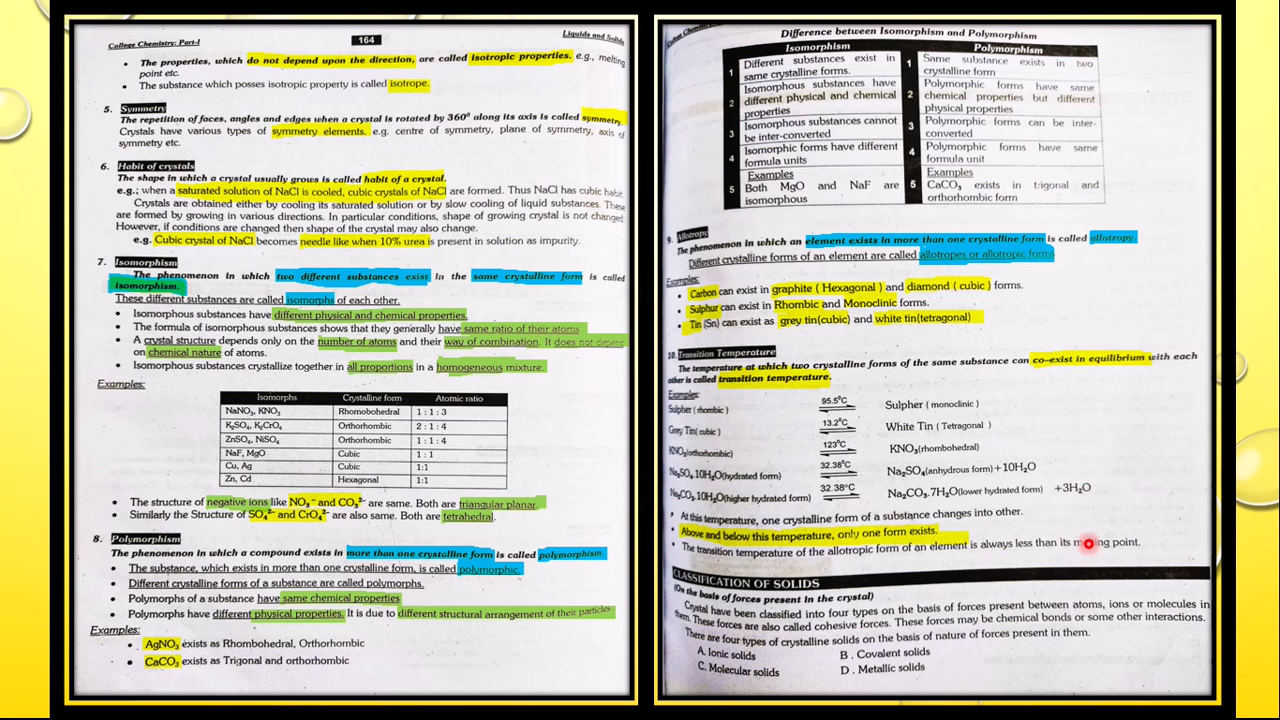 College Chemistry: Part-I
164
Liquids and Solids
• The properties, which do not depend upon the direction, are called isotropic properties. e.g., melting
point etc.
• The substance which posses isotropic property is called isotrope.
5. Symmetry
The repetition of faces, angles and edges when a crystal is rotated by 360⁰ along its axis is called symmetry.
Crystals have various types of symmetry elements. e.g. centre of symmetry, plane of symmetry, axis of
symmetry etc.
6. Habit of crystals
The shape in which a crystal usually grows is called habit of a crystal.
e.g.; when a saturated solution of NaCl is cooled, cubic crystals of NaCl are formed. Thus NaCl has cubic habit
Crystals are obtained either by cooling its saturated solution or by slow cooling of liquid substances. These
are formed by growing in various directions. In particular conditions, shape of growing crystal is not changed
However, if conditions are changed then shape of the crystal may also change.
e.g. Cubic crystal of NaCl becomes needle like when 10% urea is present in solution as impurity.
7. Isomorphism
The phenomenon in which two different substances exist in the same crystalline form is called
isomorphism.
These different substances are called isomorphs of each other.
• Isomorphous substances have different physical and chemical properties.
• The formula of isomorphous substances shows that they generally have same ratio of their atoms
• A crystal structure depends only on the number of atoms and their way of combination. It does not depend
on chemical nature of atoms.
• Isomorphous substances crystallize together in all proportions in a homogeneous mixture.
Examples:
Isomorphs Crystalline form Atomic ratio
NaNO₃, KNO₃ Rhomobohedral 1 : 1 : 3
K₂SO₄, K₂CrO₄ Orthorhombic 2 : 1 : 4
ZnSO₄, NiSO₄ Orthorhombic 1 : 1 : 4
NaF, MgO Cubic 1 : 1
Cu, Ag Cubic 1:1
Zn, Cd Hexagonal 1:1
• The structure of negative ions like NO₃⁻ and CO₃²⁻ are same. Both are triangular planar.
• Similarly the Structure of SO₄²⁻ and CrO₄²⁻ are also same. Both are tetrahedral.
8. Polymorphism
The phenomenon in which a compound exists in more than one crystalline form is called polymorphism.
• The substance, which exists in more than one crystalline form, is called polymorphic.
• Different crystalline forms of a substance are called polymorphs.
• Polymorphs of a substance have same chemical properties
• Polymorphs have different physical properties. It is due to different structural arrangement of their particles
Examples:
• AgNO₃ exists as Rhombohedral, Orthorhombic
• CaCO₃ exists as Trigonal and orthorhombic
College Chemistry
Difference between Isomorphism and Polymorphism
Isomorphism Polymorphism
1 Different substances exist in 1 Same substance exists in two
same crystalline forms. crystalline form
2 Isomorphous substances have 2 Polymorphic forms have same
different physical and chemical chemical properties but different
properties physical properties
3 Isomorphous substances cannot 3 Polymorphic forms can be inter-
be inter-converted converted
4 Isomorphic forms have different 4 Polymorphic forms have same
formula units formula unit
Examples Examples
5 Both MgO and NaF are 5 CaCO₃ exists in trigonal and
isomorphous orthorhombic form
9. Allotropy
The phenomenon in which an element exists in more than one crystalline form is called allotropy.
Different crystalline forms of an element are called allotropes or allotropic forms
Examples:
• Carbon can exist in graphite ( Hexagonal ) and diamond ( cubic ) forms.
• Sulphur can exist in Rhombic and Monoclinic forms.
• Tin (Sn) can exist as grey tin(cubic) and white tin(tetragonal)
10. Transition Temperature
The temperature at which two crystalline forms of the same substance can co-exist in equilibrium with each
other is called transition temperature.
Examples:
Sulpher ( rhombic ) 95.5⁰C Sulpher ( monoclinic )
Grey Tin( cubic ) 13.2⁰C White Tin ( Tetragonal )
KNO₃(orthorhombic) 123⁰C KNO₃(rhombohedral)
Na₂SO₄.10H₂O(hydrated form) 32.38⁰C Na₂SO₄(anhydrous form)+10H₂O
Na₂CO₃.10H₂O(higher hydrated form) 32.38⁰C Na₂CO₃.7H₂O(lower hydrated form) +3H₂O
• At this temperature, one crystalline form of a substance changes into other.
• Above and below this temperature, only one form exists.
• The transition temperature of the allotropic form of an element is always less than its point.
CLASSIFICATION OF SOLIDS
(On the basis of forces present in the crystal)
Crystal have been classified into four types on the basis of forces present between atoms, ions or molecules in
them. These forces are also called cohesive forces. These forces may be chemical bonds or some other interactions.
There are four types of crystalline solids on the basis of nature of forces present in them.
A. Ionic solids B . Covalent solids
C. Molecular solids D . Metallic solids